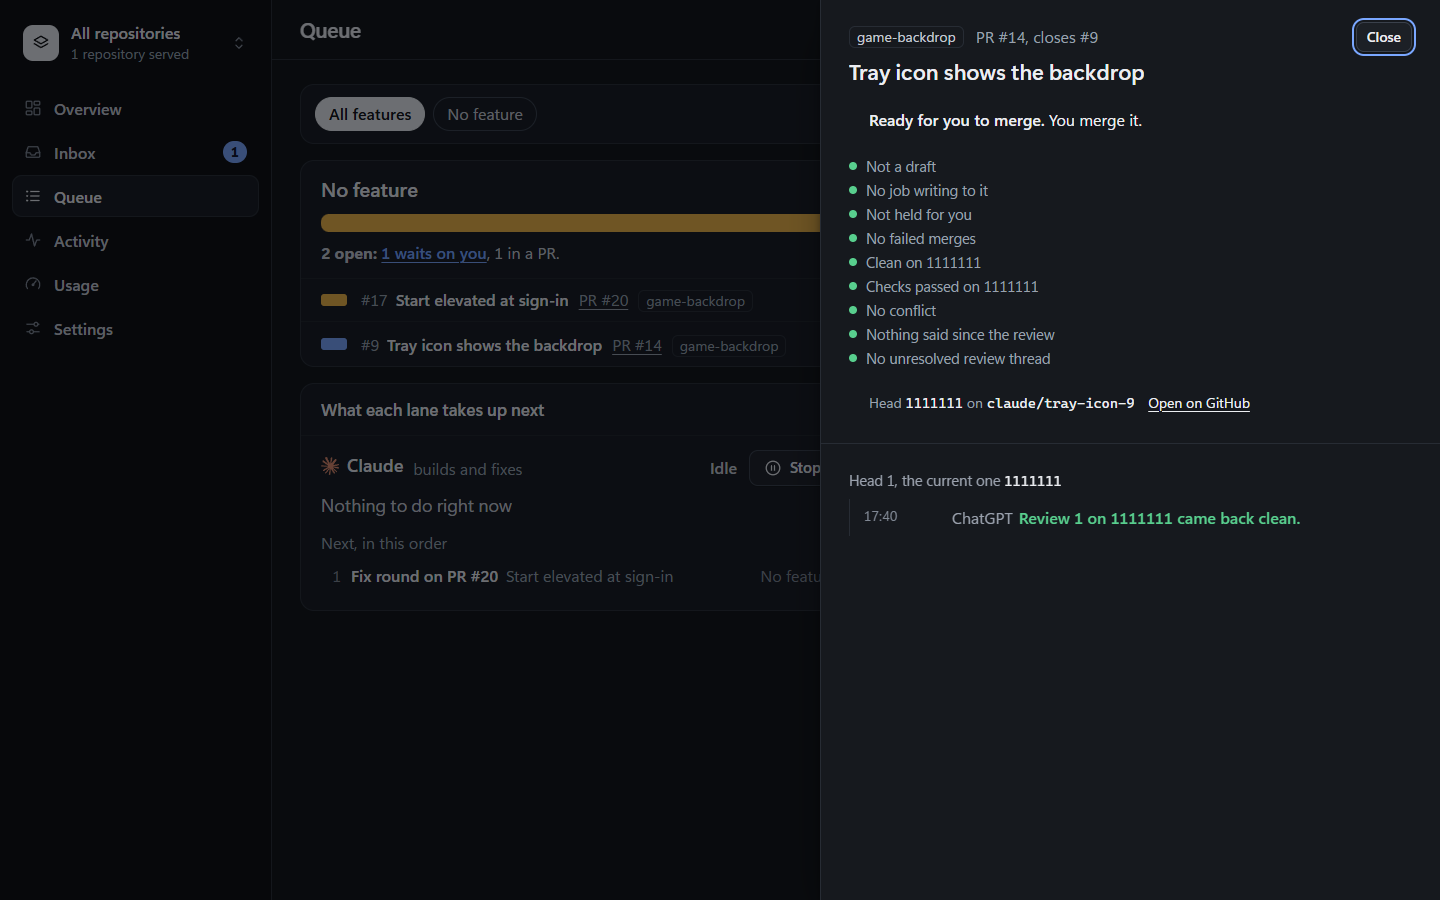 All repositories
1 repository served
Overview
Inbox 1
Queue
Activity
Usage
Settings
Queue
All features No feature
No feature
2 open: 1 waits on you, 1 in a PR.
#17 Start elevated at sign-in PR #20 game-backdrop
#9 Tray icon shows the backdrop PR #14 game-backdrop
What each lane takes up next
Claude builds and fixes Idle Stop
Nothing to do right now
Next, in this order
1 Fix round on PR #20 Start elevated at sign-in No featu
game-backdrop PR #14, closes #9 Close
Tray icon shows the backdrop
Ready for you to merge. You merge it.
Not a draft
No job writing to it
Not held for you
No failed merges
Clean on 1111111
Checks passed on 1111111
No conflict
Nothing said since the review
No unresolved review thread
Head 1111111 on claude/tray-icon-9 Open on GitHub
Head 1, the current one 1111111
17:40 ChatGPT Review 1 on 1111111 came back clean.